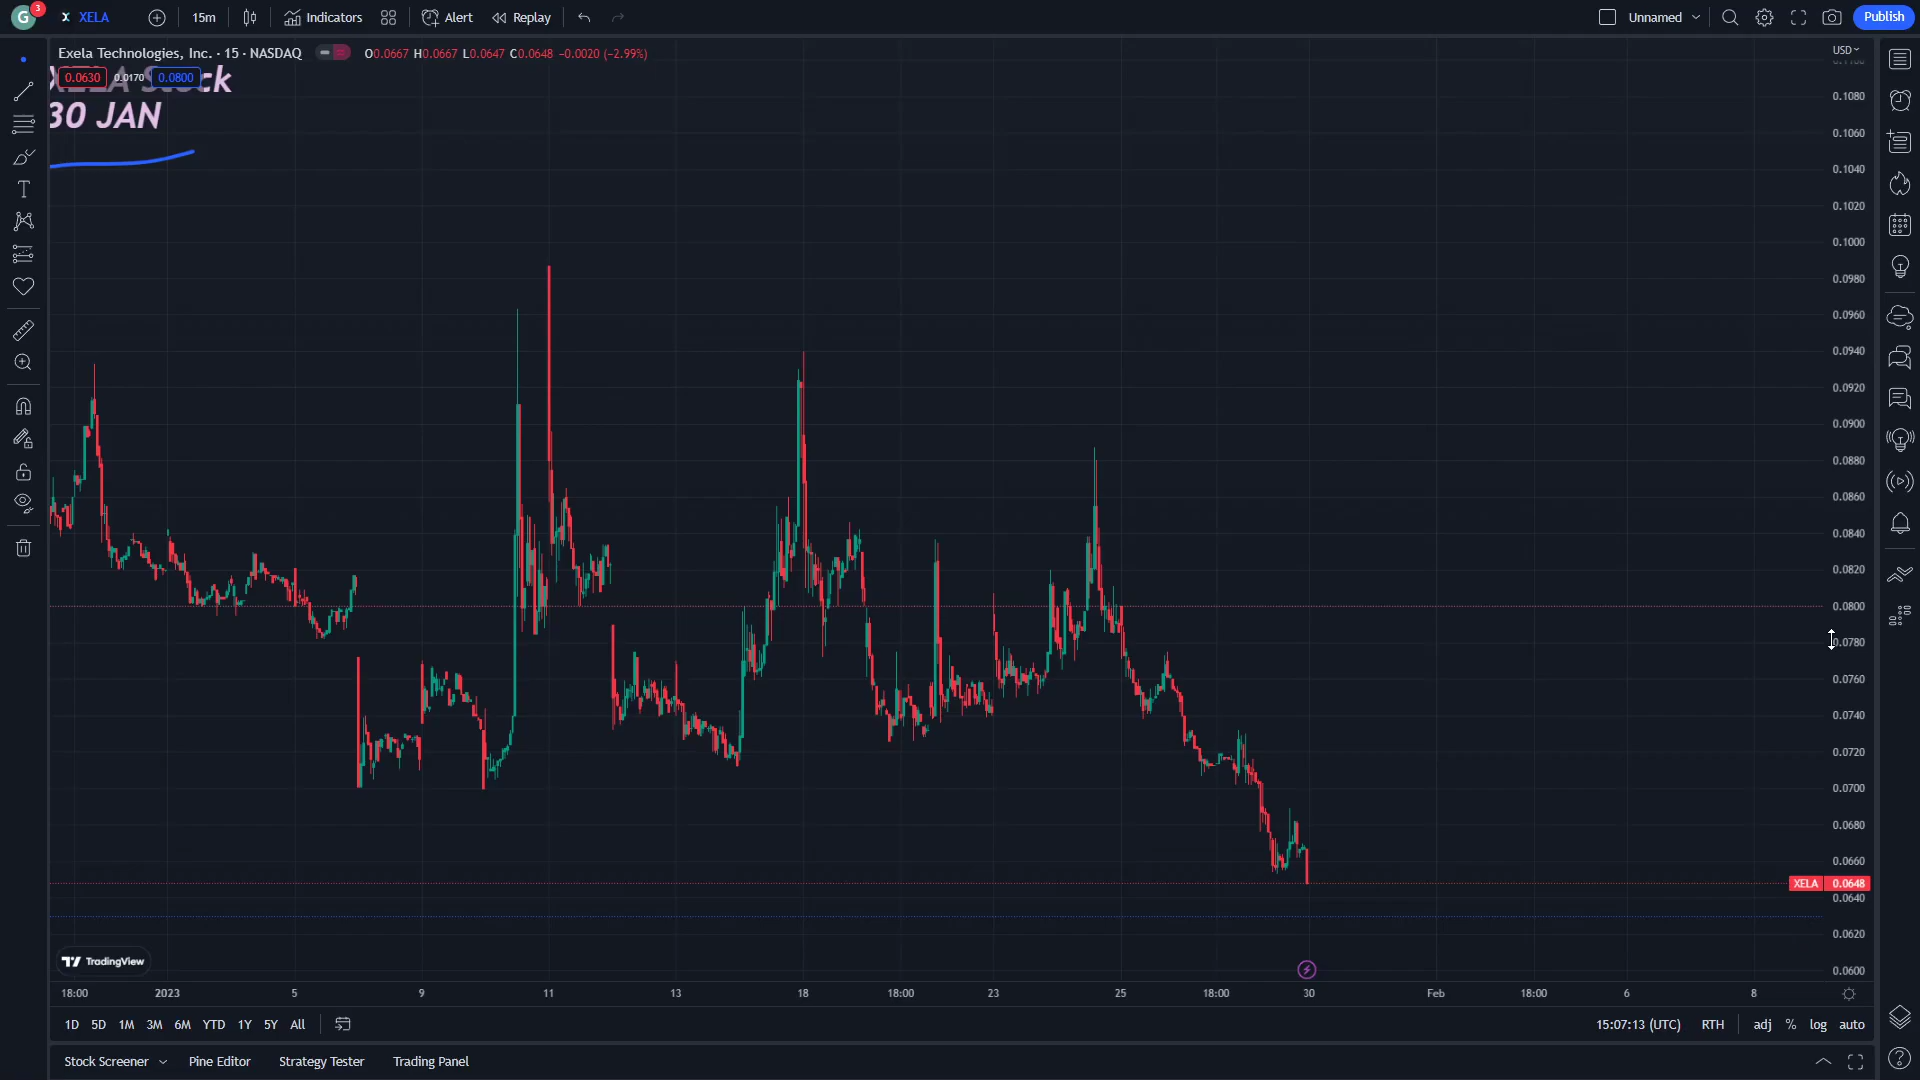 G 3 XELA 15m Indicators Alert Replay Unnamed Publish
Exela Technologies, Inc. · 15 · NASDAQ O0.0667 H0.0667 L0.0647 C0.0648 −0.0020 (−2.99%) USD
0.0630 0.0170 0.0800
XELA Stock
30 JAN
0.1080
0.1060
0.1040
0.1020
0.1000
0.0980
0.0960
0.0940
0.0920
0.0900
0.0880
0.0860
0.0840
0.0820
0.0800
0.0780
0.0760
0.0740
0.0720
0.0700
0.0680
0.0660
XELA 0.0648
0.0640
0.0620
0.0600
TradingView
18:00 2023 5 9 11 13 18 18:00 23 25 18:00 30 Feb 18:00 6 8
1D 5D 1M 3M 6M YTD 1Y 5Y All 15:07:13 (UTC) RTH adj % log auto
Stock Screener Pine Editor Strategy Tester Trading Panel